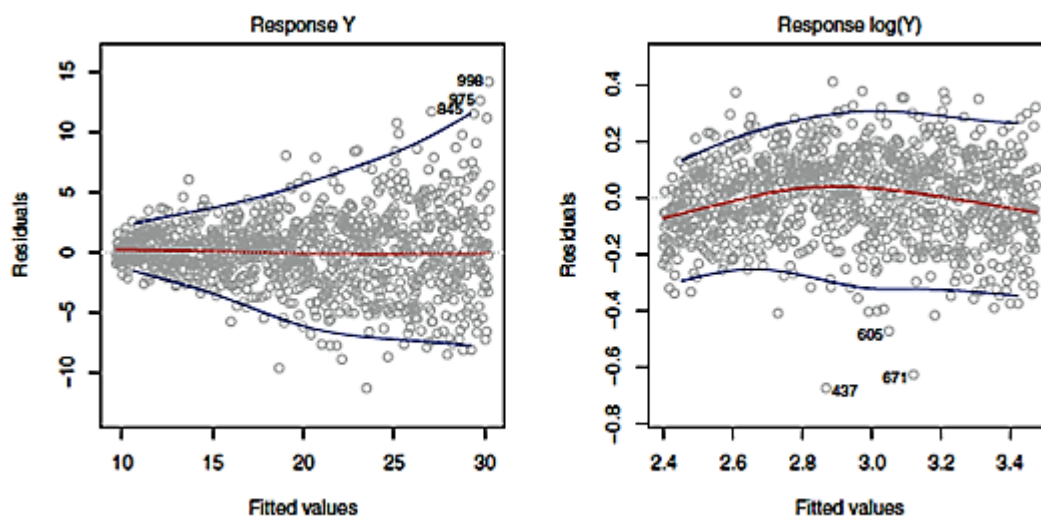 Response Y
Residuals
15
10
5
0
-5
-10
998
975
845
10 15 20 25 30
Fitted values
Response log(Y)
Residuals
0.4
0.2
0.0
-0.2
-0.4
-0.6
-0.8
605
671
437
2.4 2.6 2.8 3.0 3.2 3.4
Fitted values